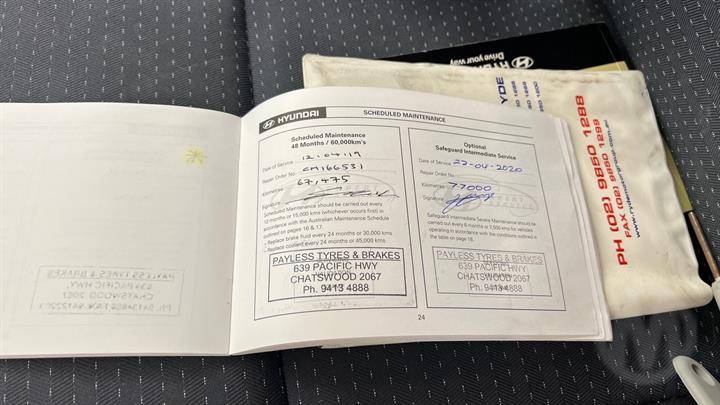 HYUNDAI
SCHEDULED MAINTENANCE
Scheduled Maintenance
48 Months / 60,000km's
Date of Service 12.04.19
Repair Order No. CM166531
Kilometres 67,475
Signature
Scheduled Maintenance should be carried out every
12 months or 15,000 kms (whichever occurs first) in
accordance with the Australian Maintenance Schedule
outlined on pages 16 & 17.
Replace brake fluid every 24 months or 30,000 kms
Replace coolant every 24 months or 45,000 kms
PAYLESS TYRES & BRAKES
639 PACIFIC HWY
CHATSWOOD 2067
Ph. 9413 4888
Optional
Safeguard Intermediate Service
Date of Service 22-04-2020
Repair Order No.
Kilometres 77000
Signature
Safeguard Intermediate Service Maintenance should be
carried out every 6 months or 7,500 kms for vehicles
operating in accordance with the conditions outlined in
the table on page 16.
PAYLESS TYRES & BRAKES
639 PACIFIC HWY
CHATSWOOD 2067
Ph. 9413 4888
24
HYUNDAI
Drive your way
PH (02) 9850 1288
FAX (02) 9850 1299
www.rydemotorgroup.com.au